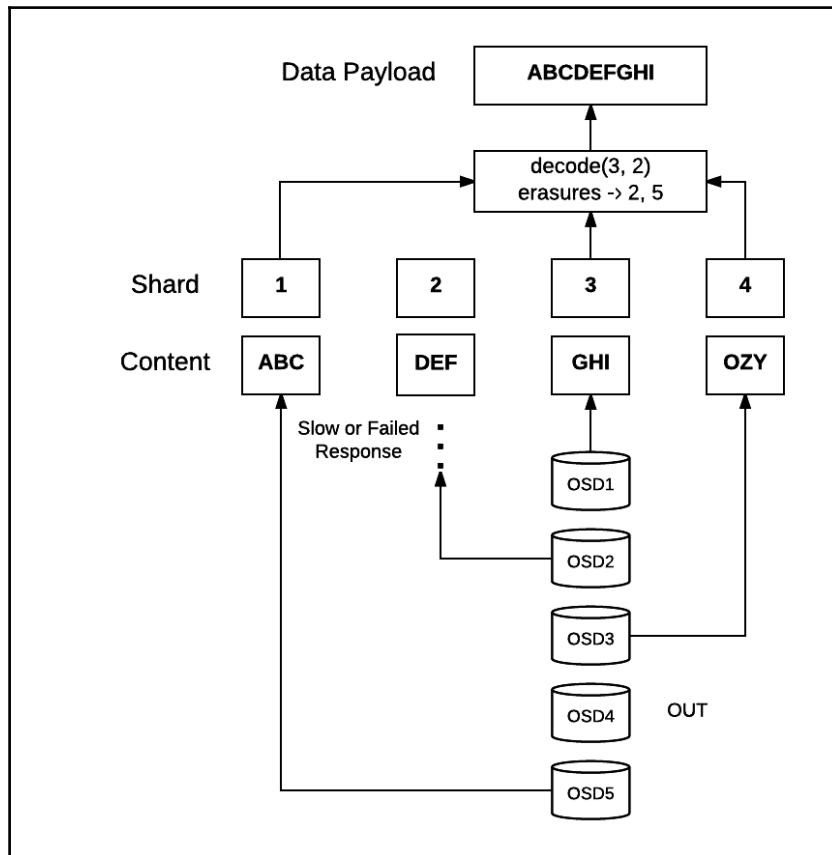 Data Payload
ABCDEFGHI
decode(3, 2)
erasures -> 2, 5
Shard
1
2
3
4
Content
ABC
DEF
GHI
OZY
Slow or Failed
Response
OSD1
OSD2
OSD3
OSD4
OUT
OSD5